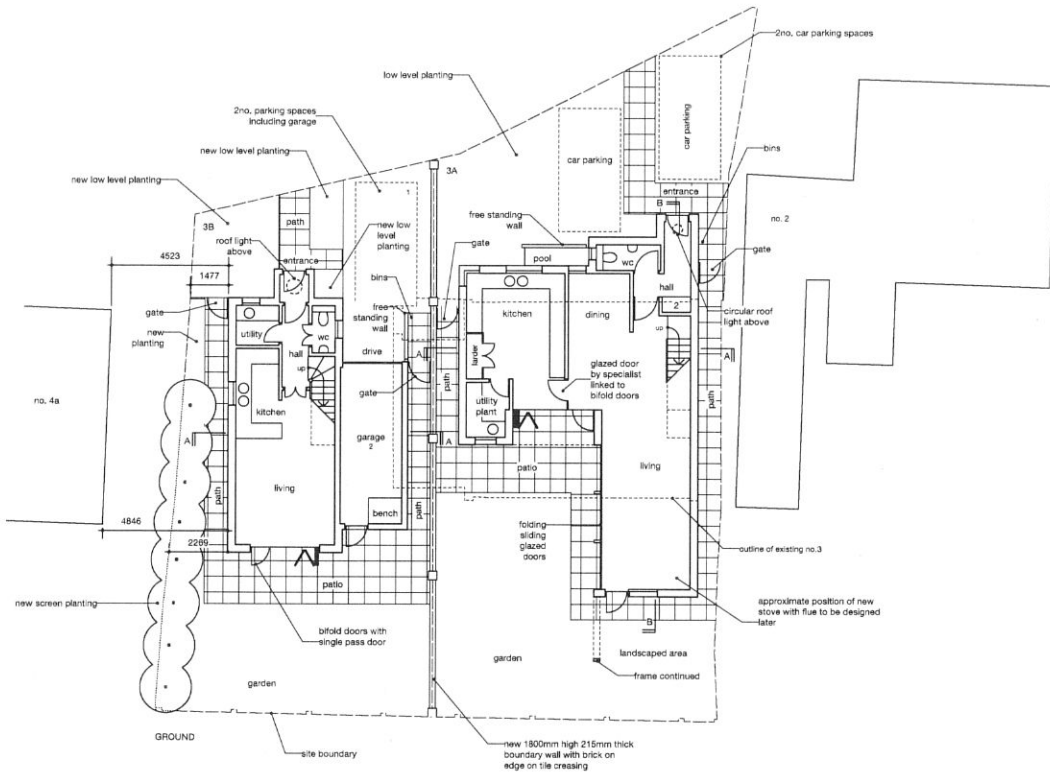 2no. car parking spaces
low level planting
2no. parking spaces
including garage
new low level planting
new low level planting
3A
3B
1
path
new low
level
planting
roof light
above
entrance
car parking
car parking
bins
entrance
B
no. 2
gate
free standing
wall
gate
pool
wc
hall
2
circular roof
light above
4523
1477
gate
new
planting
utility
wc
hall
up
bins
free
standing
wall
drive
A
gate
kitchen
dining
larder
up
A
path
glazed door
by specialist
linked to
bifold doors
utility
plant
path
no. 4a
kitchen
garage
2
A
A
living
patio
living
path
bench
path
4846
2269
folding
sliding
glazed
doors
outline of existing no.3
patio
new screen planting
approximate position of new
stove with flue to be designed
later
bifold doors with
single pass door
B
landscaped area
garden
frame continued
garden
GROUND
site boundary
new 1800mm high 215mm thick
boundary wall with brick on
edge on tile creasing